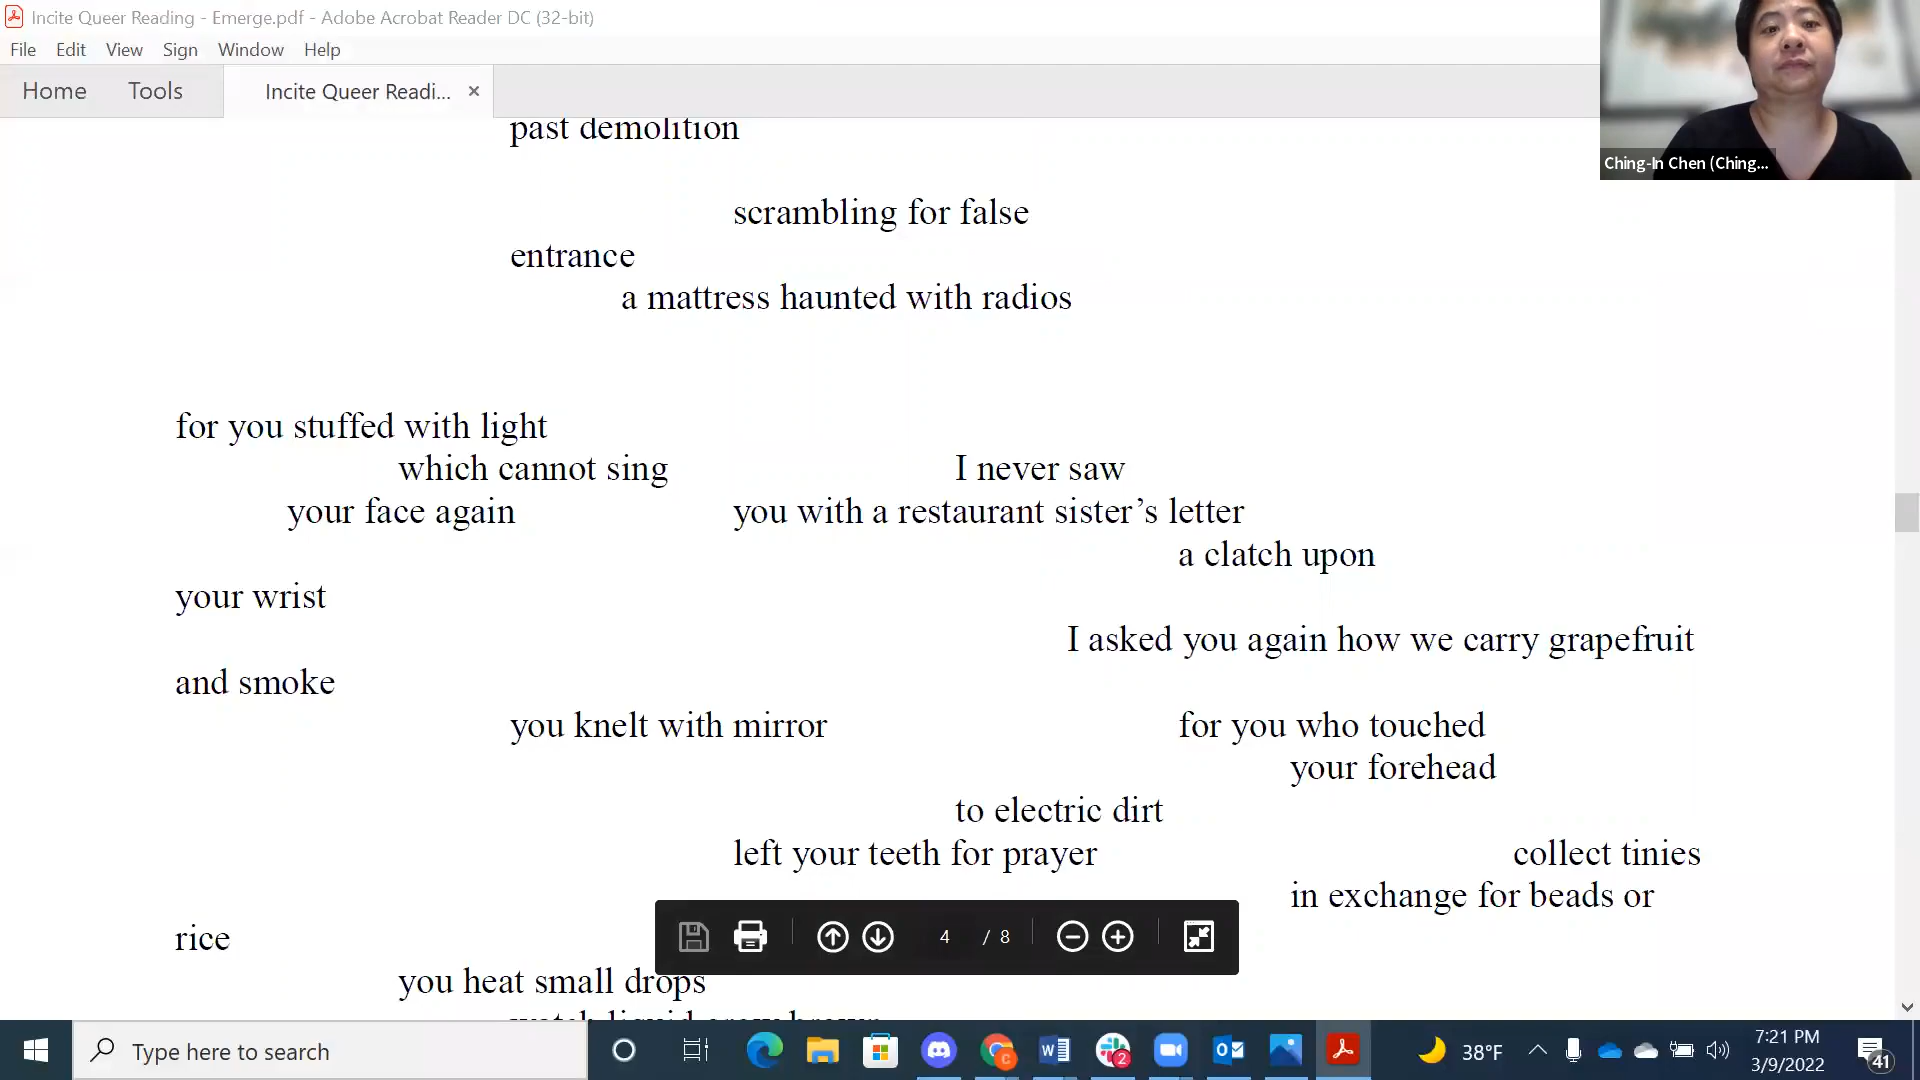 Incite Queer Reading - Emerge.pdf - Adobe Acrobat Reader DC (32-bit)
File Edit View Sign Window Help
Home Tools Incite Queer Readi... ×
Ching-In Chen (Ching...
past demolition
scrambling for false
entrance
a mattress haunted with radios
for you stuffed with light
which cannot sing I never saw
your face again you with a restaurant sister’s letter
a clatch upon
your wrist
I asked you again how we carry grapefruit
and smoke
you knelt with mirror for you who touched
your forehead
to electric dirt
left your teeth for prayer collect tinies
in exchange for beads or
rice
4 / 8
you heat small drops
Type here to search
2
38°F
7:21 PM
3/9/2022
41